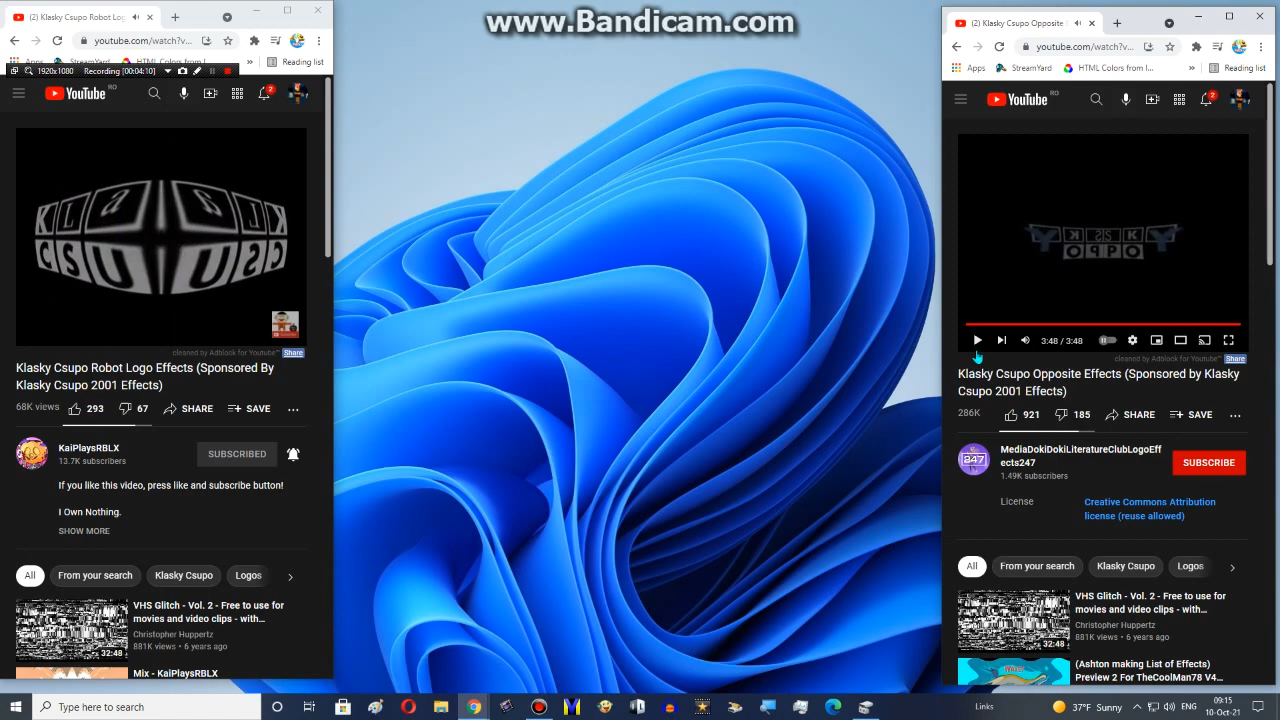 www.Bandicam.com
(2) Klasky Csupo Robot Log
youtube.com/watch?v...
Apps
HTML Colors from I...
»
Reading list
1920x1080 Recording [00:04:10]
YouTube RO
2
KLASKY
CSUPO
cleaned by Adblock for Youtube™ Share
Klasky Csupo Robot Logo Effects (Sponsored By
Klasky Csupo 2001 Effects)
68K views 293 67 SHARE SAVE ...
KaiPlaysRBLX
13.7K subscribers
SUBSCRIBED
If you like this video, press like and subscribe button!
I Own Nothing.
SHOW MORE
All From your search Klasky Csupo Logos
VHS Glitch - Vol. 2 - Free to use for
movies and video clips - with...
Christopher Huppertz
881K views • 6 years ago
32:48
Mix - KaiPlaysRBLX
(2) Klasky Csupo Opposite
youtube.com/watch?v...
Apps StreamYard HTML Colors from I... » Reading list
YouTube RO
2
3:48 / 3:48
cleaned by Adblock for Youtube™ Share
Klasky Csupo Opposite Effects (Sponsored by Klasky
Csupo 2001 Effects)
286K 921 185 SHARE SAVE ...
MediaDokiDokiLiteratureClubLogoEff
ects247
1.49K subscribers
247
SUBSCRIBE
License Creative Commons Attribution
license (reuse allowed)
All From your search Klasky Csupo Logos
VHS Glitch - Vol. 2 - Free to use for
movies and video clips - with...
Christopher Huppertz
881K views • 6 years ago
32:48
(Ashton making List of Effects)
Preview 2 For TheCoolMan78 V4...
Type here to search
Links
37°F Sunny
09:15
10-Oct-21